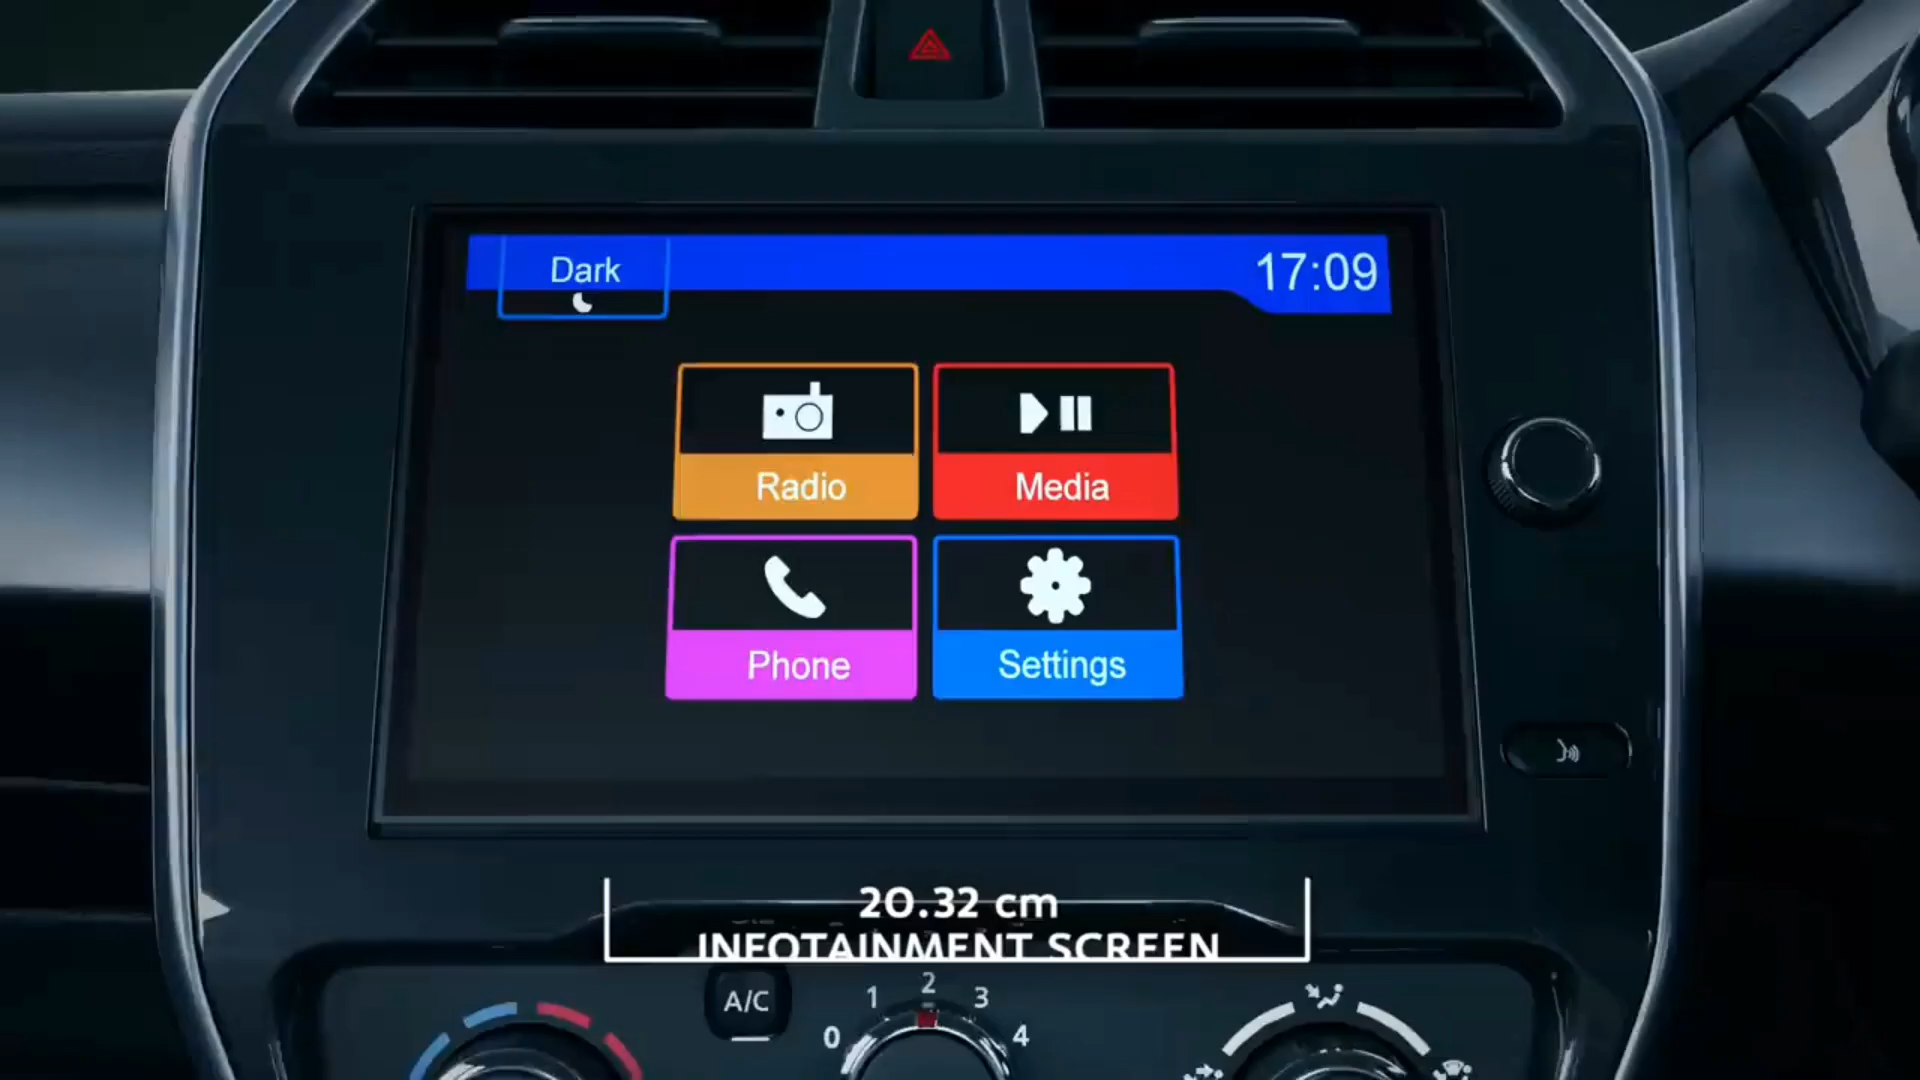 Dark
17:09
Radio
Media
Phone
Settings
20.32 cm
INFOTAINMENT SCREEN
A/C
0 1 2 3 4